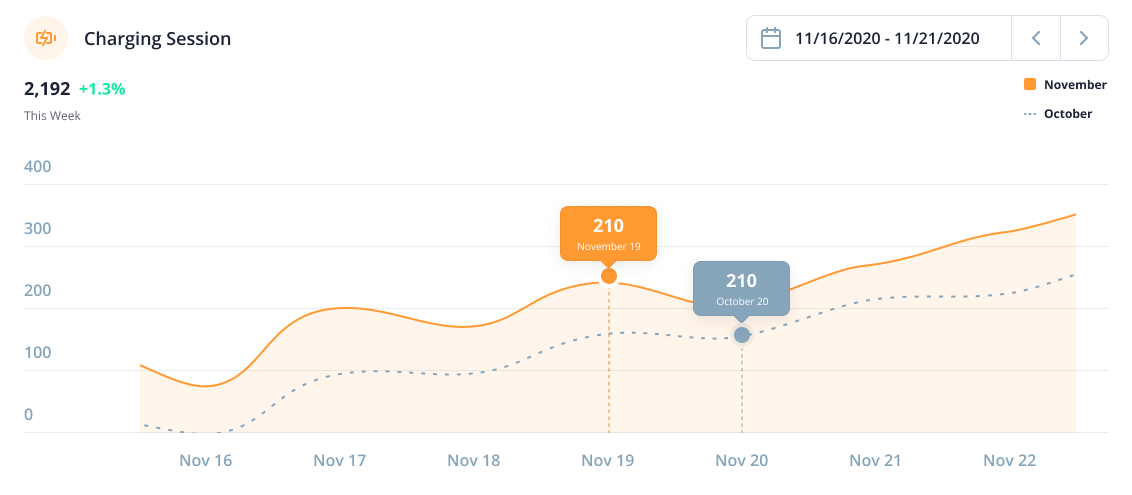 Charging Session
11/16/2020 - 11/21/2020
2,192 +1.3%
This Week
November
October
400
300
200
100
0
210
November 19
210
October 20
Nov 16
Nov 17
Nov 18
Nov 19
Nov 20
Nov 21
Nov 22